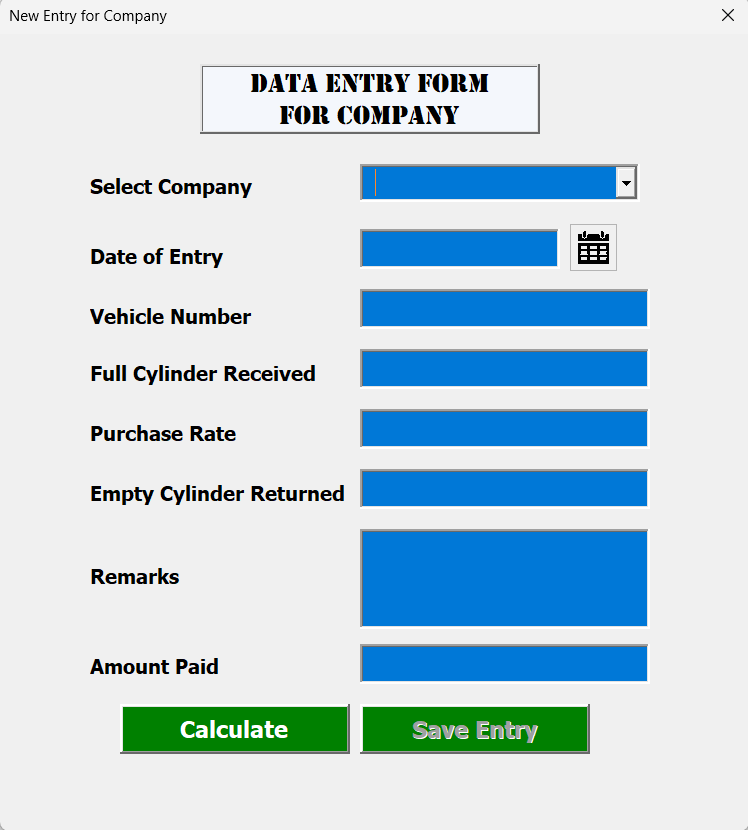 New Entry for Company
DATA ENTRY FORM
FOR COMPANY
Select Company
Date of Entry
Vehicle Number
Full Cylinder Received
Purchase Rate
Empty Cylinder Returned
Remarks
Amount Paid
Calculate
Save Entry